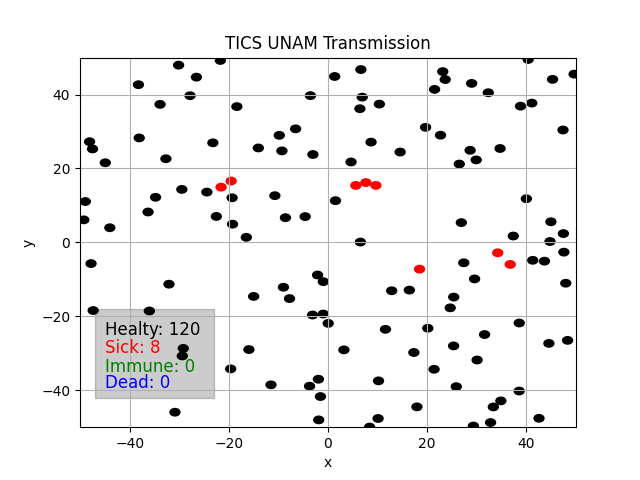 TICS UNAM Transmission
y
40
20
0
−20
−40
Healty: 120
Sick: 8
Immune: 0
Dead: 0
−40 −20 0 20 40
x